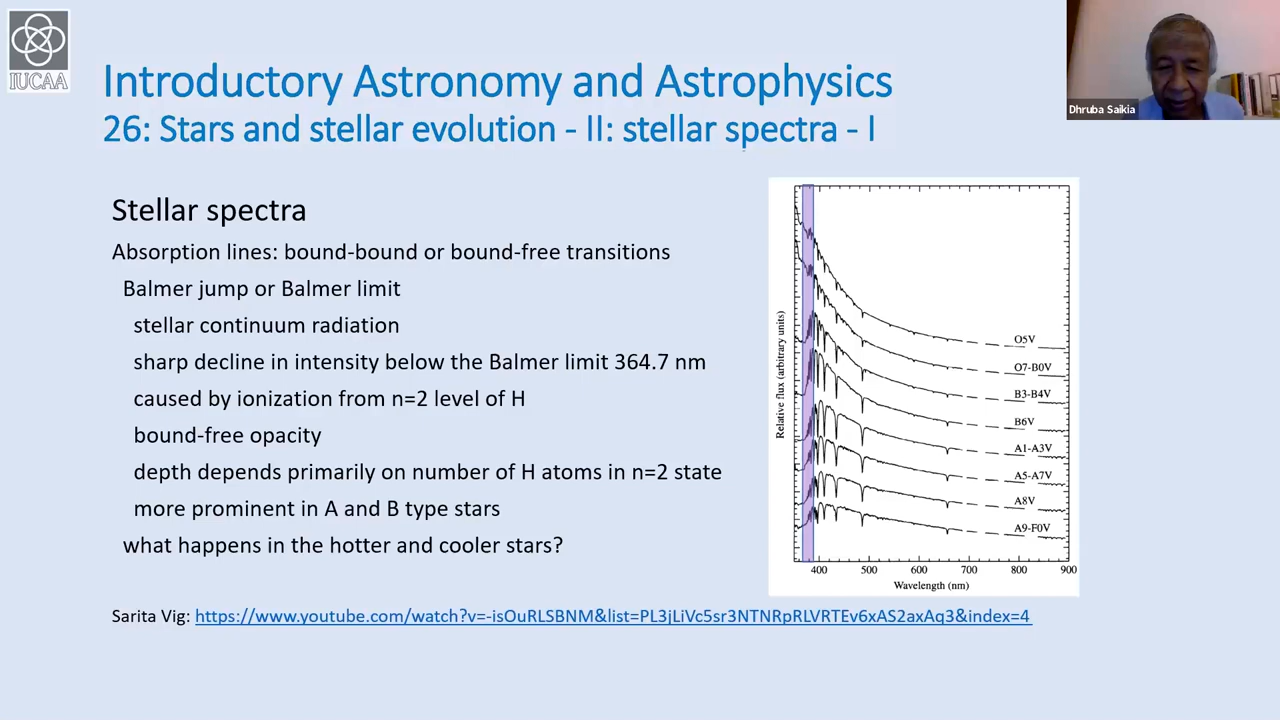 IUCAA
Introductory Astronomy and Astrophysics
26: Stars and stellar evolution - II: stellar spectra - I
Dhruba Saikia
Stellar spectra
Absorption lines: bound-bound or bound-free transitions
Balmer jump or Balmer limit
stellar continuum radiation
sharp decline in intensity below the Balmer limit 364.7 nm
caused by ionization from n=2 level of H
bound-free opacity
depth depends primarily on number of H atoms in n=2 state
more prominent in A and B type stars
what happens in the hotter and cooler stars?
Relative flux (arbitrary units)
O5V
O7-B0V
B3-B4V
B6V
A1-A3V
A5-A7V
A8V
A9-F0V
400 500 600 700 800 900
Wavelength (nm)
Sarita Vig: https://www.youtube.com/watch?v=-isOuRLSBNM&list=PL3jLiVc5sr3NTNRpRLVRTEv6xAS2axAq3&index=4